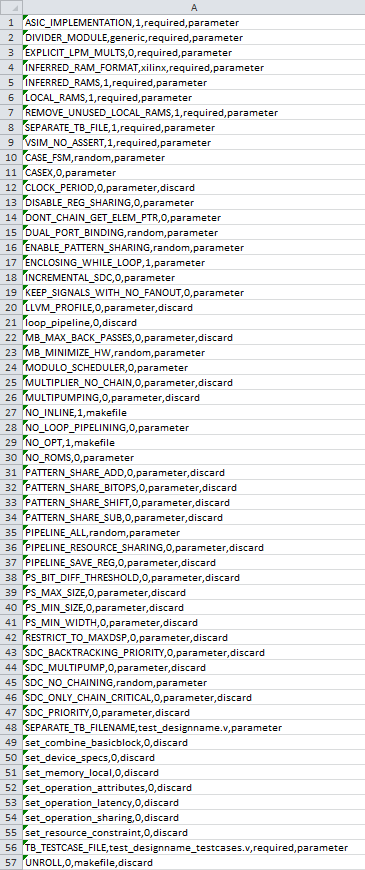 A
1 ASIC_IMPLEMENTATION,1,required,parameter
2 DIVIDER_MODULE,generic,required,parameter
3 EXPLICIT_LPM_MULTS,0,required,parameter
4 INFERRED_RAM_FORMAT,xilinx,required,parameter
5 INFERRED_RAMS,1,required,parameter
6 LOCAL_RAMS,1,required,parameter
7 REMOVE_UNUSED_LOCAL_RAMS,1,required,parameter
8 SEPARATE_TB_FILE,1,required,parameter
9 VSIM_NO_ASSERT,1,required,parameter
10 CASE_FSM,random,parameter
11 CASEX,0,parameter
12 CLOCK_PERIOD,0,parameter,discard
13 DISABLE_REG_SHARING,0,parameter
14 DONT_CHAIN_GET_ELEM_PTR,0,parameter
15 DUAL_PORT_BINDING,random,parameter
16 ENABLE_PATTERN_SHARING,random,parameter
17 ENCLOSING_WHILE_LOOP,1,parameter
18 INCREMENTAL_SDC,0,parameter
19 KEEP_SIGNALS_WITH_NO_FANOUT,0,parameter
20 LLVM_PROFILE,0,parameter,discard
21 loop_pipeline,0,discard
22 MB_MAX_BACK_PASSES,0,parameter,discard
23 MB_MINIMIZE_HW,random,parameter
24 MODULO_SCHEDULER,0,parameter
25 MULTIPLIER_NO_CHAIN,0,parameter,discard
26 MULTIPUMPING,0,parameter,discard
27 NO_INLINE,1,makefile
28 NO_LOOP_PIPELINING,0,parameter
29 NO_OPT,1,makefile
30 NO_ROMS,0,parameter
31 PATTERN_SHARE_ADD,0,parameter,discard
32 PATTERN_SHARE_BITOPS,0,parameter,discard
33 PATTERN_SHARE_SHIFT,0,parameter,discard
34 PATTERN_SHARE_SUB,0,parameter,discard
35 PIPELINE_ALL,random,parameter
36 PIPELINE_RESOURCE_SHARING,0,parameter,discard
37 PIPELINE_SAVE_REG,0,parameter,discard
38 PS_BIT_DIFF_THRESHOLD,0,parameter,discard
39 PS_MAX_SIZE,0,parameter,discard
40 PS_MIN_SIZE,0,parameter,discard
41 PS_MIN_WIDTH,0,parameter,discard
42 RESTRICT_TO_MAXDSP,0,parameter,discard
43 SDC_BACKTRACKING_PRIORITY,0,parameter,discard
44 SDC_MULTIPUMP,0,parameter,discard
45 SDC_NO_CHAINING,random,parameter
46 SDC_ONLY_CHAIN_CRITICAL,0,parameter,discard
47 SDC_PRIORITY,0,parameter,discard
48 SEPARATE_TB_FILENAME,test_designname.v,parameter
49 set_combine_basicblock,0,discard
50 set_device_specs,0,discard
51 set_memory_local,0,discard
52 set_operation_attributes,0,discard
53 set_operation_latency,0,discard
54 set_operation_sharing,0,discard
55 set_resource_constraint,0,discard
56 TB_TESTCASE_FILE,test_designname_testcases.v,required,parameter
57 UNROLL,0,makefile,discard